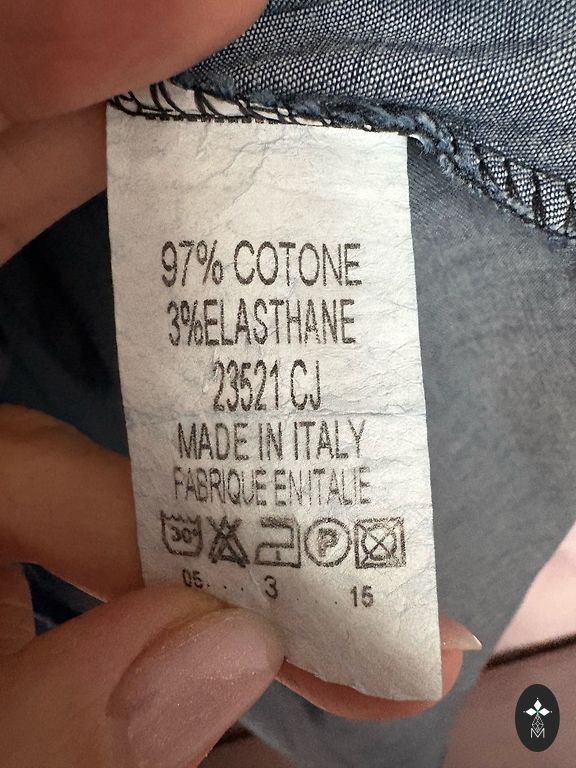 97% COTONE
3%ELASTHANE
23521 CJ
MADE IN ITALY
FABRIQUE EN ITALIE
30° P
05. . . . 3 . . . . 15
M